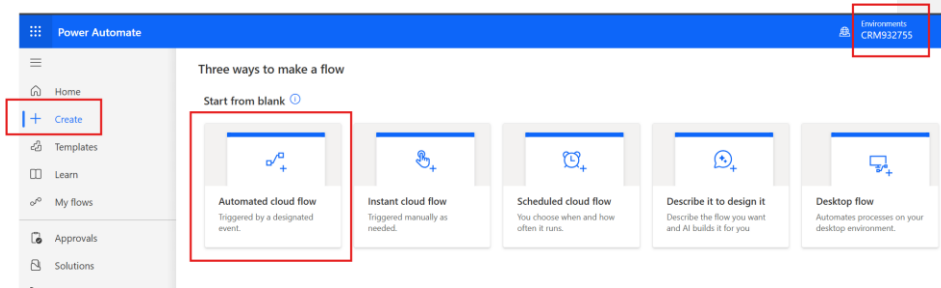 Power Automate
Environments
CRM932755
Home
Create
Templates
Learn
My flows
Approvals
Solutions
Three ways to make a flow
Start from blank
Automated cloud flow
Triggered by a designated
event.
Instant cloud flow
Triggered manually as
needed.
Scheduled cloud flow
You choose when and how
often it runs.
Describe it to design it
Describe the flow you want
and AI builds it for you
Desktop flow
Automates processes on your
desktop environment.